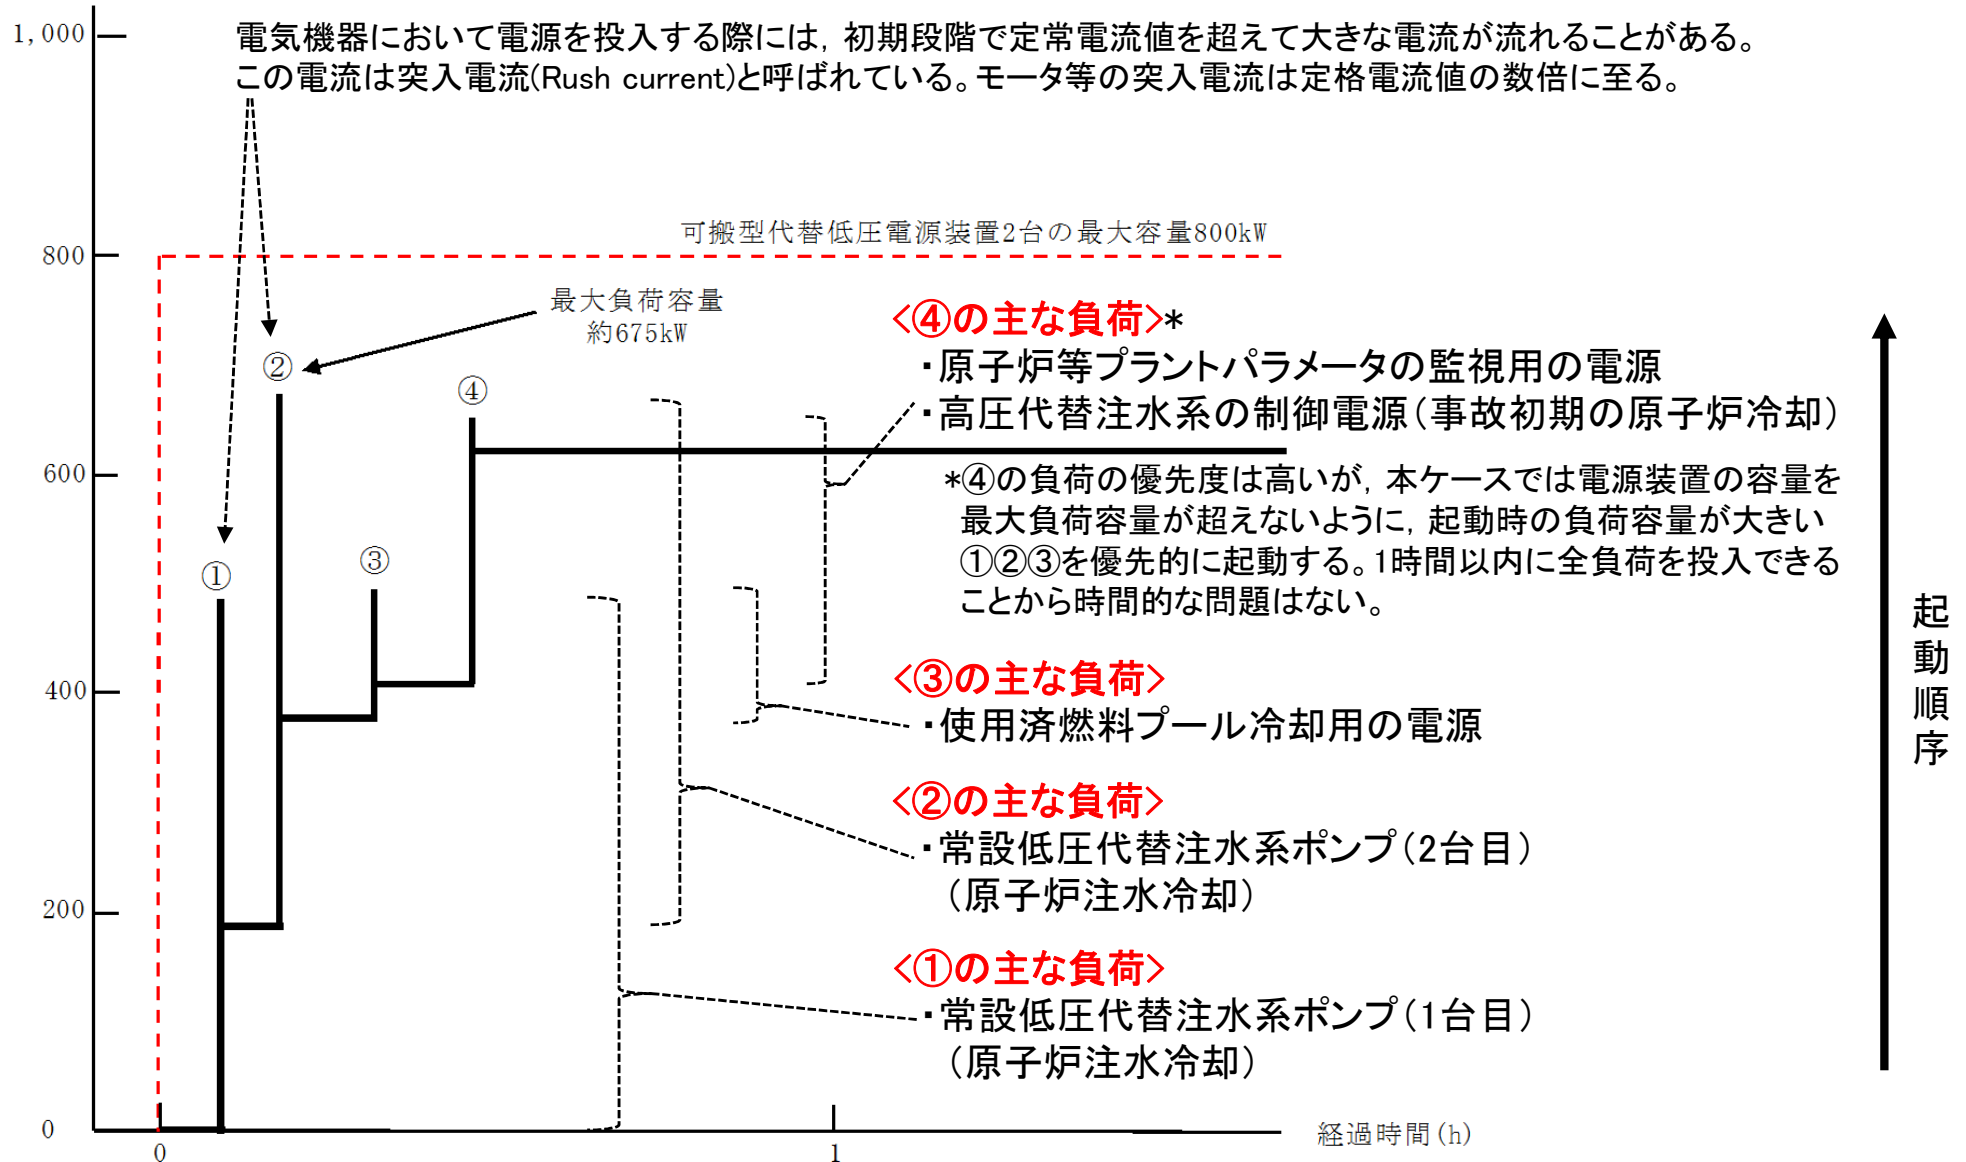 1,000
電気機器において電源を投入する際には，初期段階で定常電流値を超えて大きな電流が流れることがある。
この電流は突入電流(Rush current)と呼ばれている。モータ等の突入電流は定格電流値の数倍に至る。
可搬型代替低圧電源装置2台の最大容量800kW
800
最大負荷容量
約675kW
②
④
<④の主な負荷>*
・原子炉等プラントパラメータの監視用の電源
・高圧代替注水系の制御電源（事故初期の原子炉冷却）
600
*④の負荷の優先度は高いが，本ケースでは電源装置の容量を
最大負荷容量が超えないように，起動時の負荷容量が大きい
①②③を優先的に起動する。1時間以内に全負荷を投入できる
ことから時間的な問題はない。
①
③
起動順序
400
<③の主な負荷>
・使用済燃料プール冷却用の電源
<②の主な負荷>
・常設低圧代替注水系ポンプ（2台目）
（原子炉注水冷却）
200
<①の主な負荷>
・常設低圧代替注水系ポンプ（1台目）
（原子炉注水冷却）
0
0
1
経過時間(h)